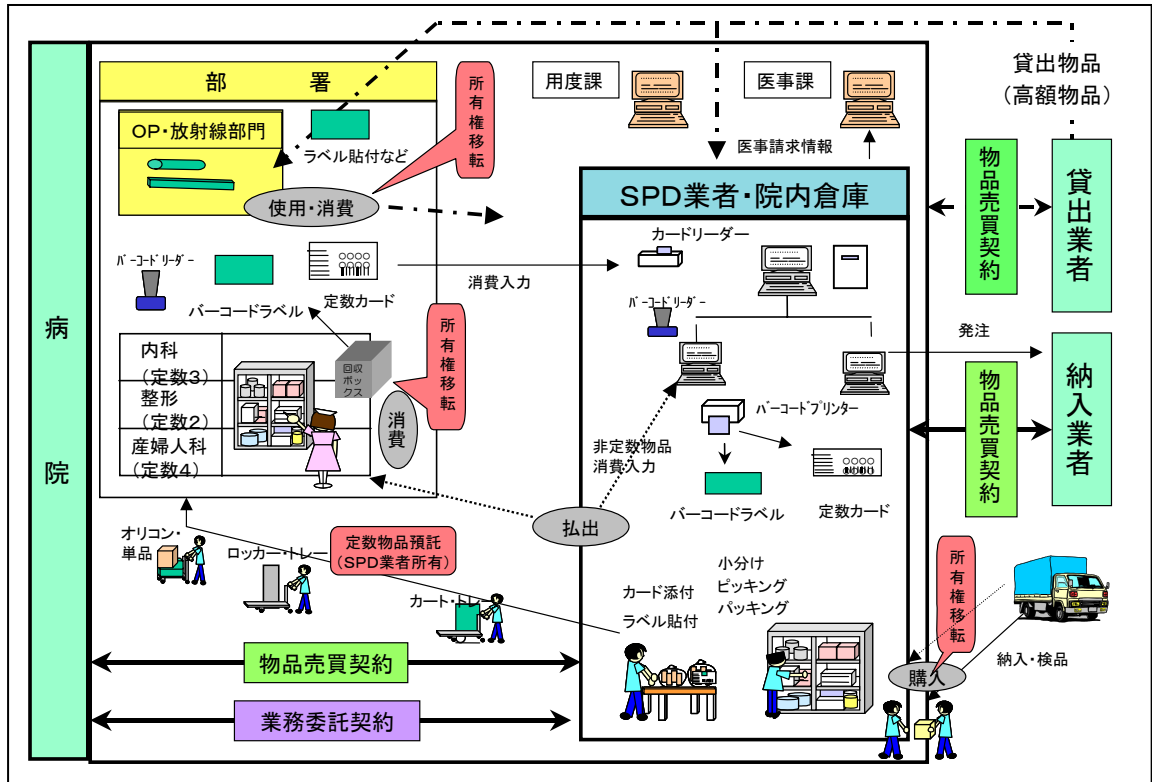 病
院
部　　署
OP・放射線部門
ラベル貼付など
所有権移転
使用・消費
ﾊﾞｰｺｰﾄﾞﾘｰﾀﾞｰ
バーコードラベル
定数カード
内科
(定数3)
整形
(定数2)
産婦人科
(定数4)
回収
ボッ
クス
所有権移転
消費
オリコン・
単品
ロッカー・トレー
カート・トレー
定数物品預託
(SPD業者所有)
物品売買契約
業務委託契約
用度課
医事課
医事請求情報
消費入力
SPD業者・院内倉庫
カードリーダー
ﾊﾞｰｺｰﾄﾞﾘｰﾀﾞｰ
バーコードプリンター
非定数物品
消費入力
バーコードラベル
定数カード
払出
カード添付
ラベル貼付
小分け
ピッキング
パッキング
貸出物品
(高額物品)
物品売買契約
貸出業者
発注
物品売買契約
納入業者
所有権移転
購入
納入・検品